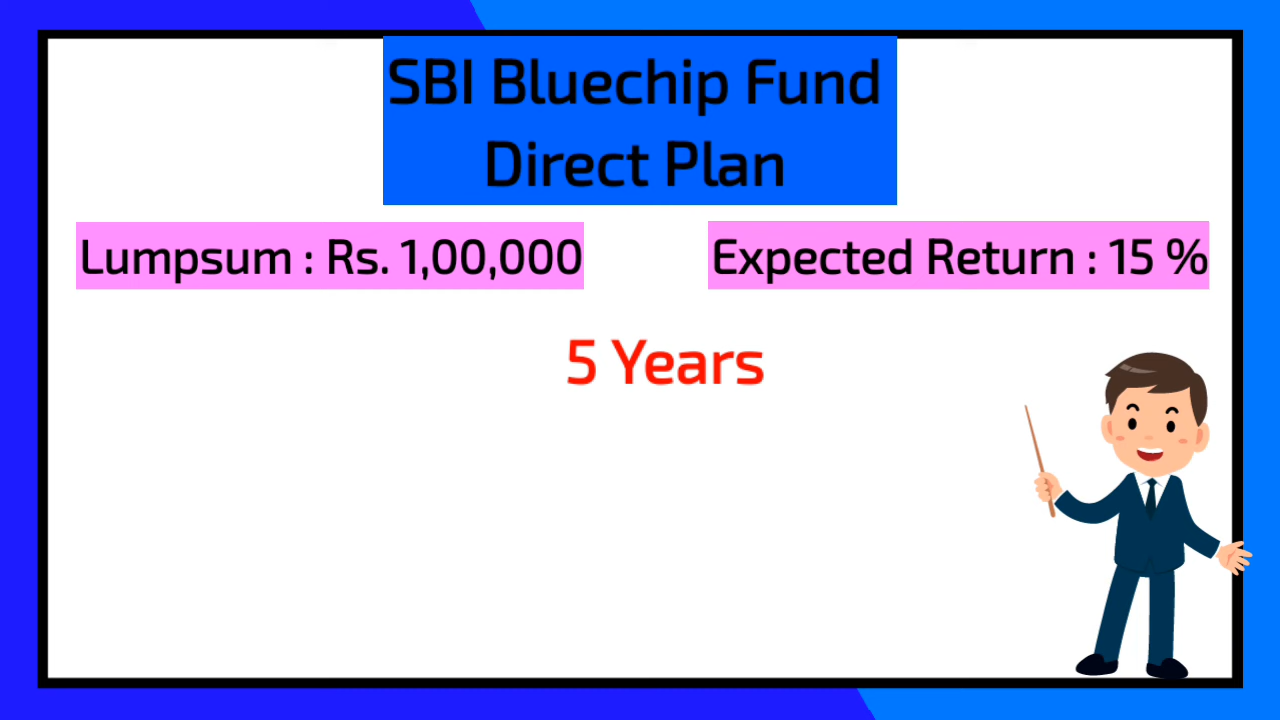 SBI Bluechip Fund
Direct Plan
Lumpsum : Rs. 1,00,000
Expected Return : 15 %
5 Years